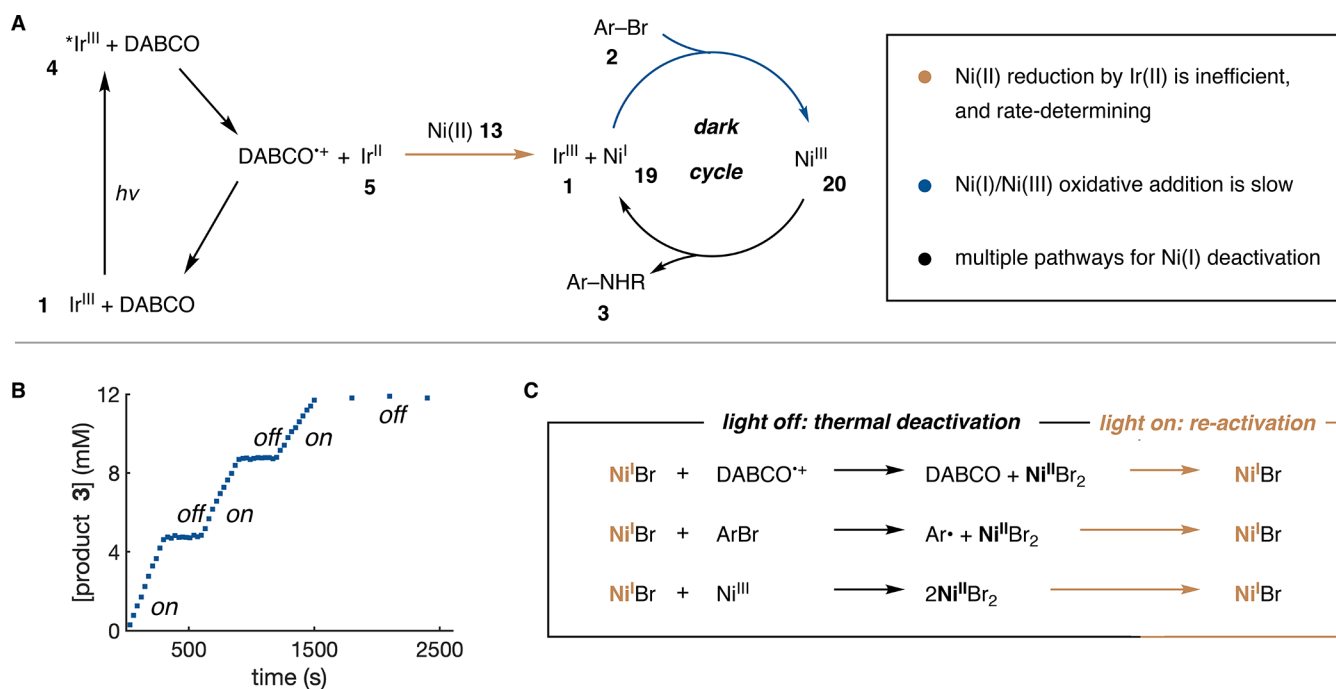 A
*Ir^III + DABCO
4
hν
1 Ir^III + DABCO
DABCO•+ + Ir^II
5
Ni(II) 13
Ir^III + Ni^I
1
19
Ar–Br
2
dark
cycle
Ni^III
20
Ar–NHR
3
Ni(II) reduction by Ir(II) is inefficient,
and rate-determining
Ni(I)/Ni(III) oxidative addition is slow
multiple pathways for Ni(I) deactivation
B
[product 3] (mM)
12
8
4
0
on
off
on
off
on
off
500
1500
2500
time (s)
C
light off: thermal deactivation
light on: re-activation
Ni^IBr + DABCO•+ DABCO + Ni^IIBr2 Ni^IBr
Ni^IBr + ArBr Ar• + Ni^IIBr2 Ni^IBr
Ni^IBr + Ni^III 2Ni^IIBr2 Ni^IBr